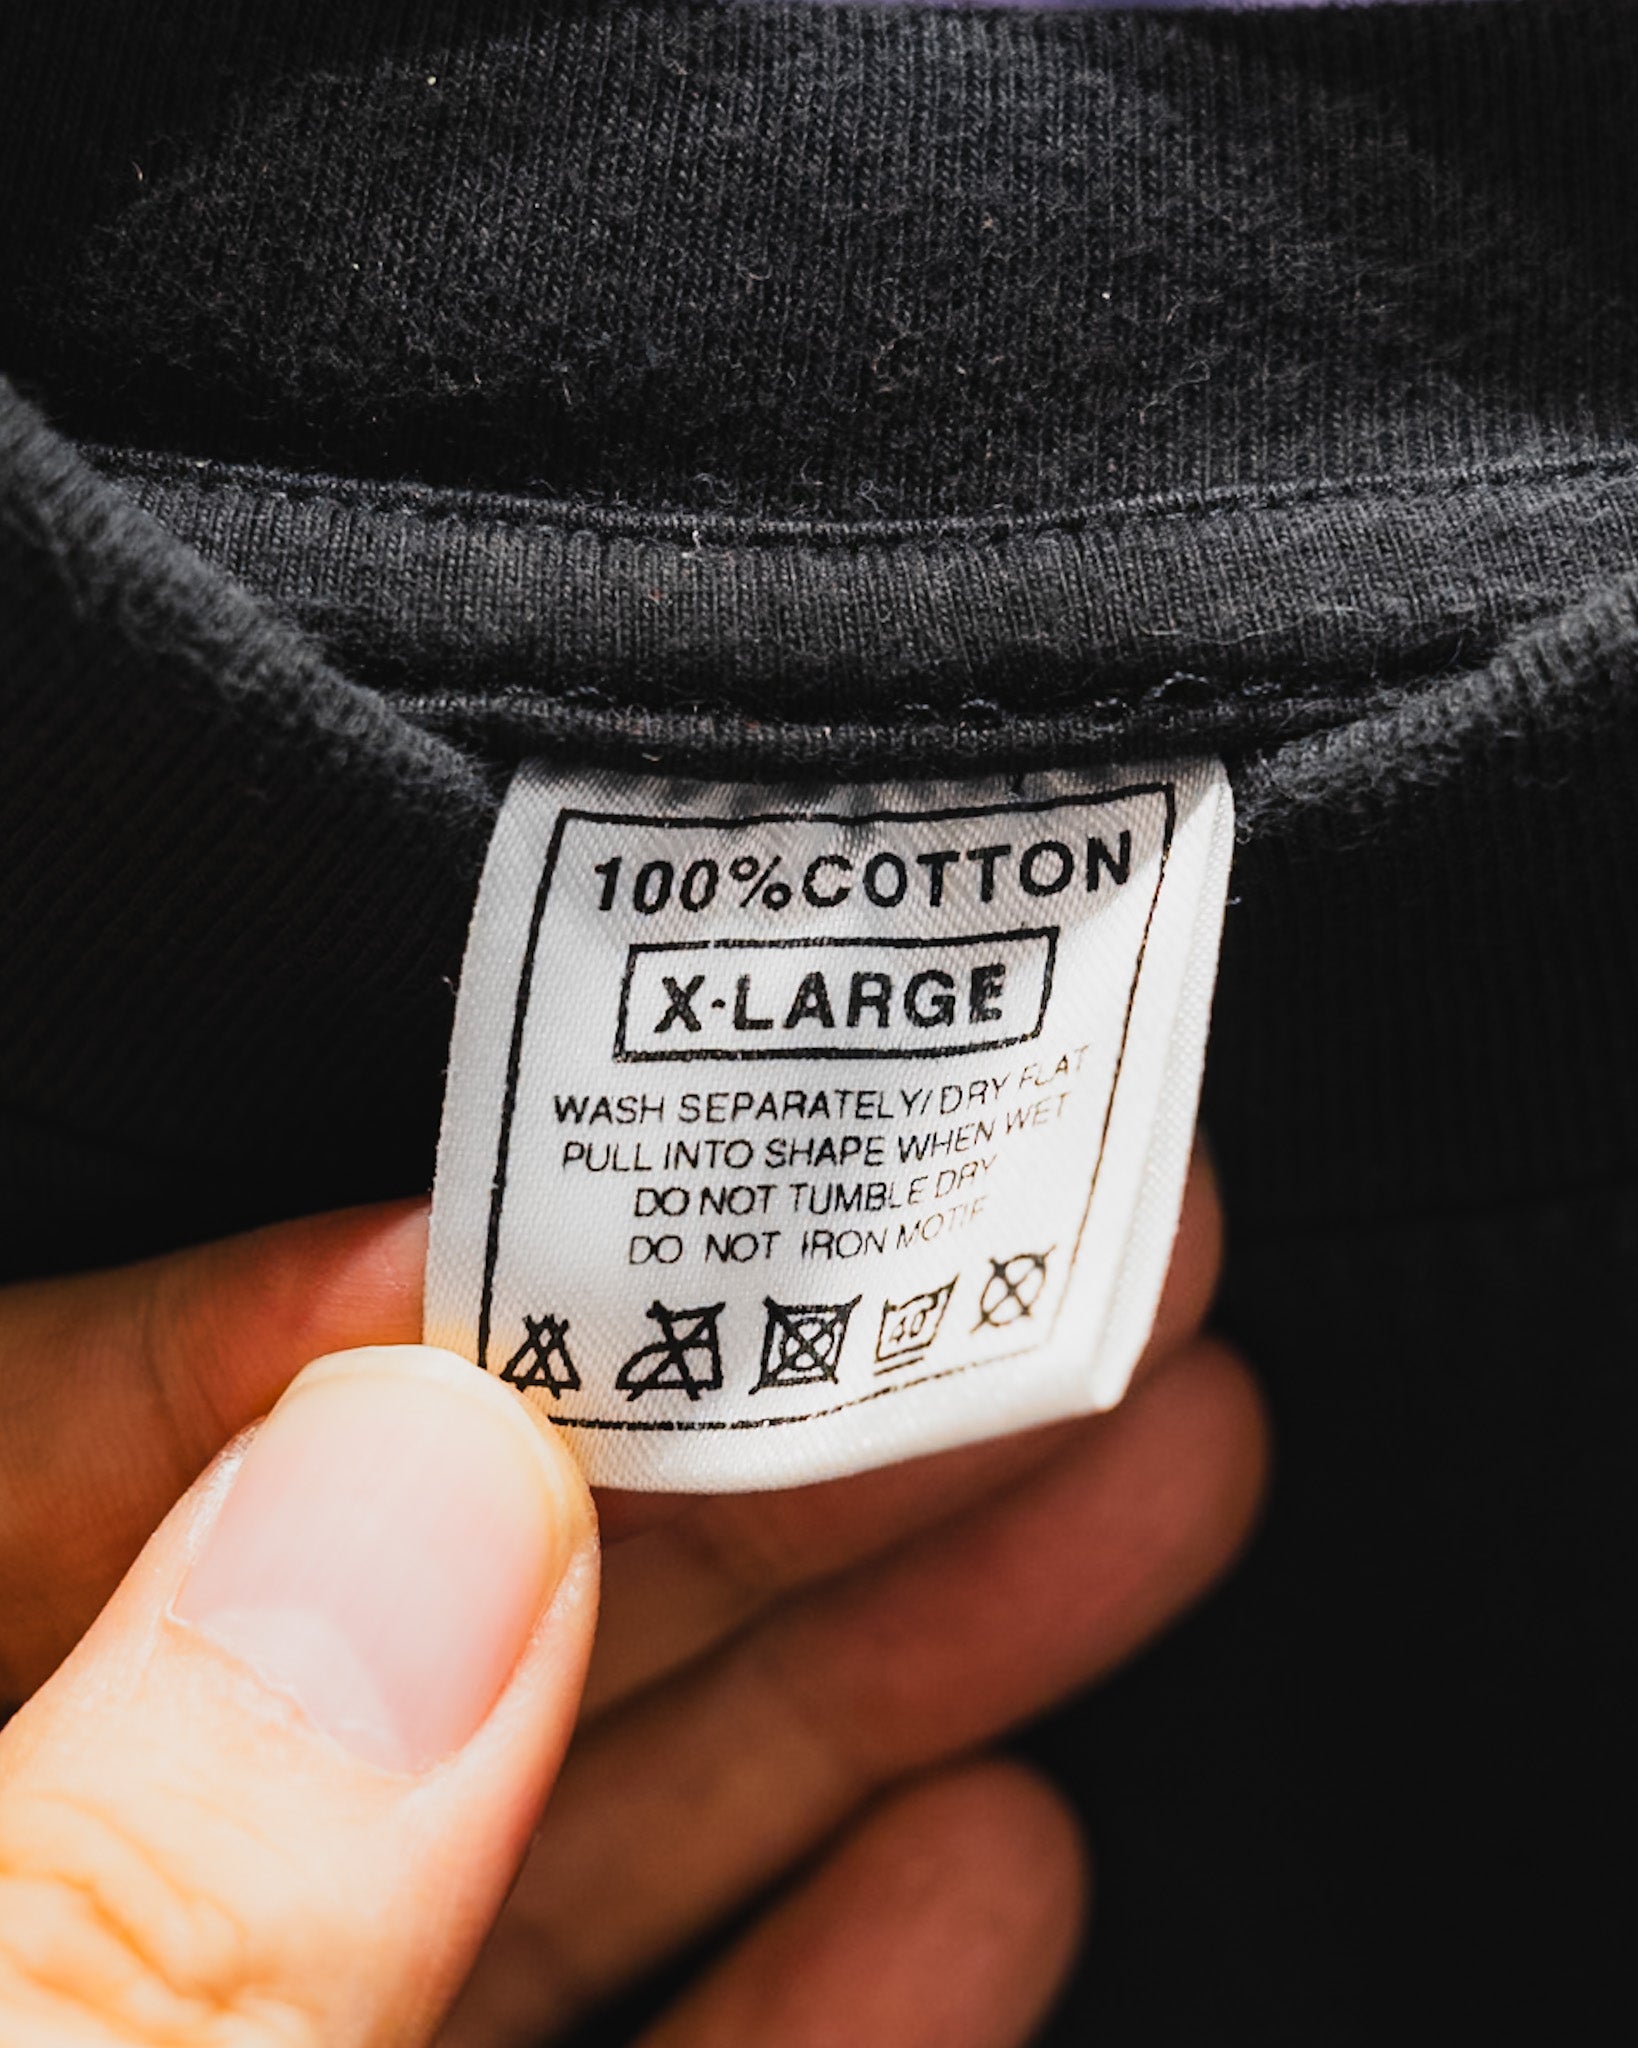 100%COTTON
X-LARGE
WASH SEPARATELY/DRY FLAT
PULL INTO SHAPE WHEN WET
DO NOT TUMBLE DRY
DO NOT IRON MOTIF
40°